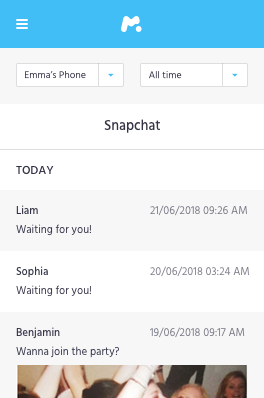 Emma's Phone
All time
Snapchat
TODAY
Liam 21/06/2018 09:26 AM
Waiting for you!
Sophia 20/06/2018 03:24 AM
Waiting for you!
Benjamin 19/06/2018 09:17 AM
Wanna join the party?